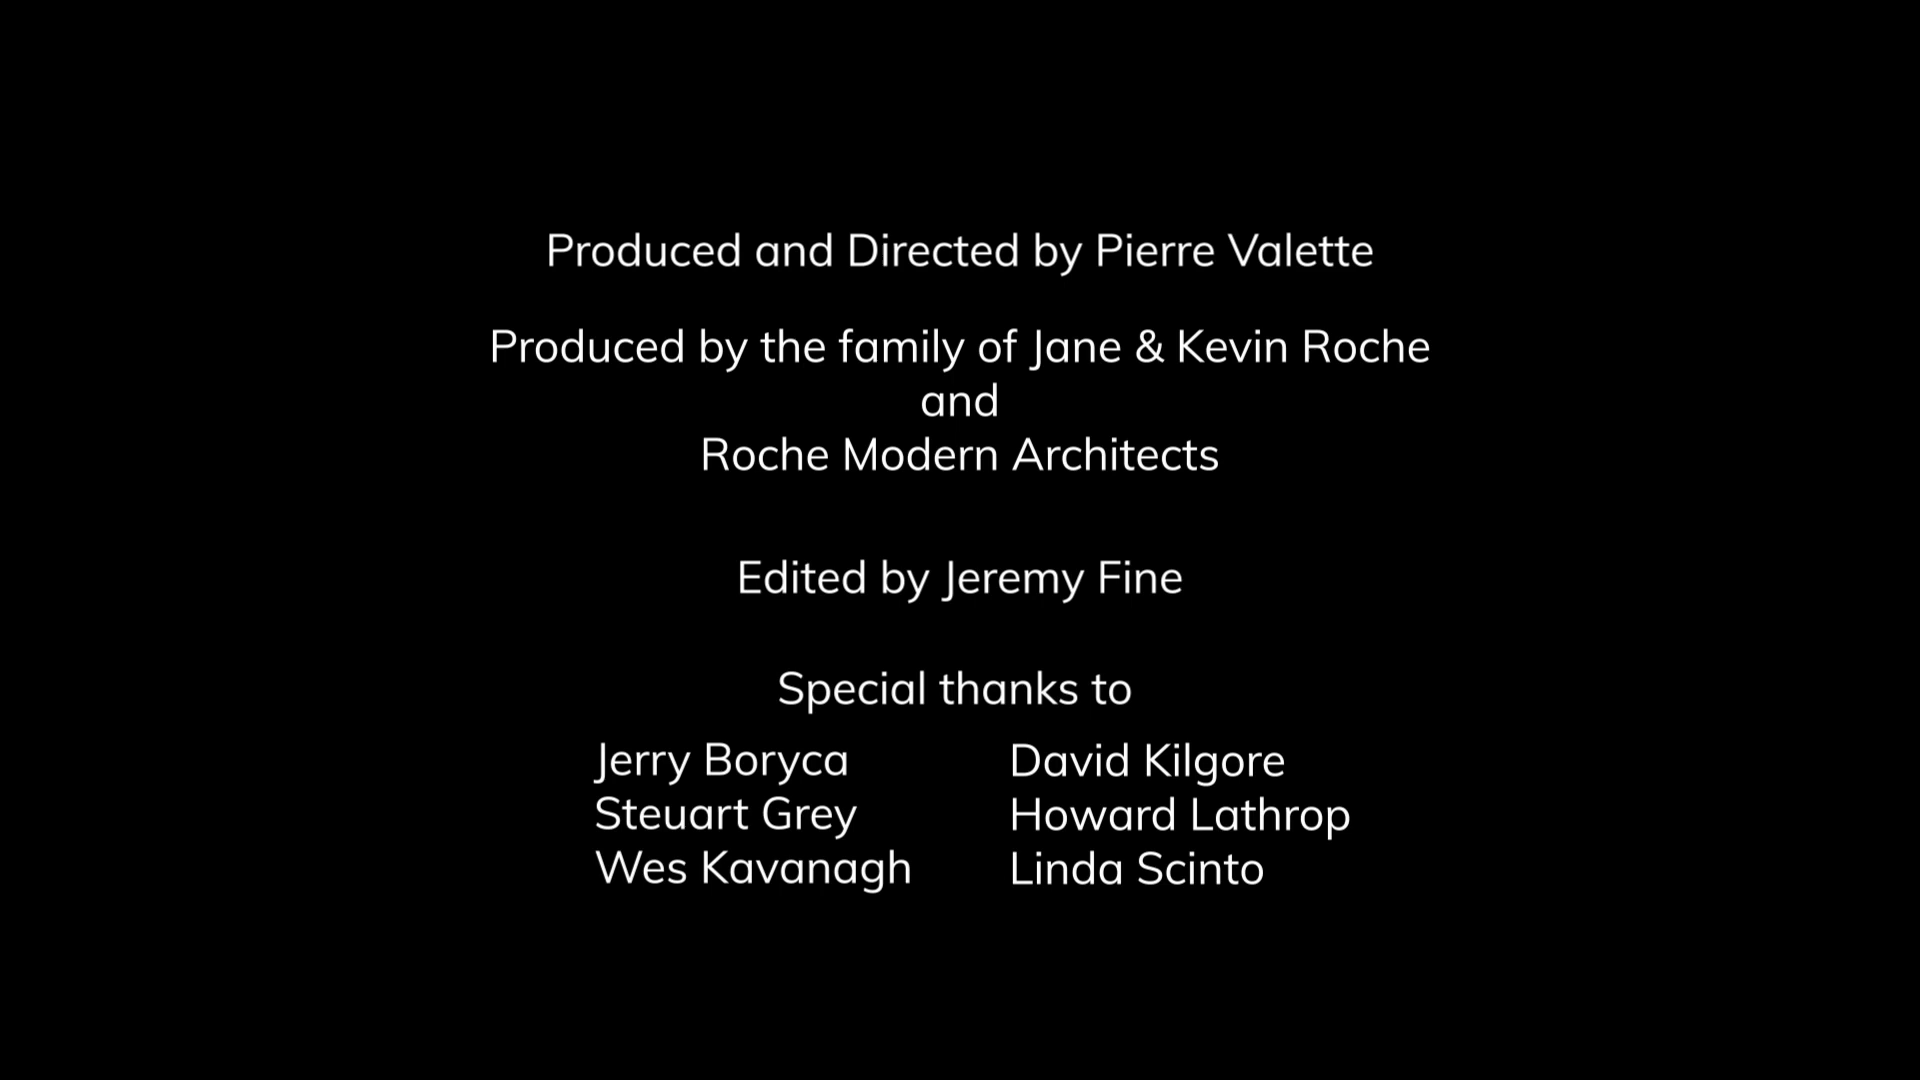 Produced and Directed by Pierre Valette
Produced by the family of Jane & Kevin Roche
and
Roche Modern Architects
Edited by Jeremy Fine
Special thanks to
Jerry Boryca
Steuart Grey
Wes Kavanagh
David Kilgore
Howard Lathrop
Linda Scinto